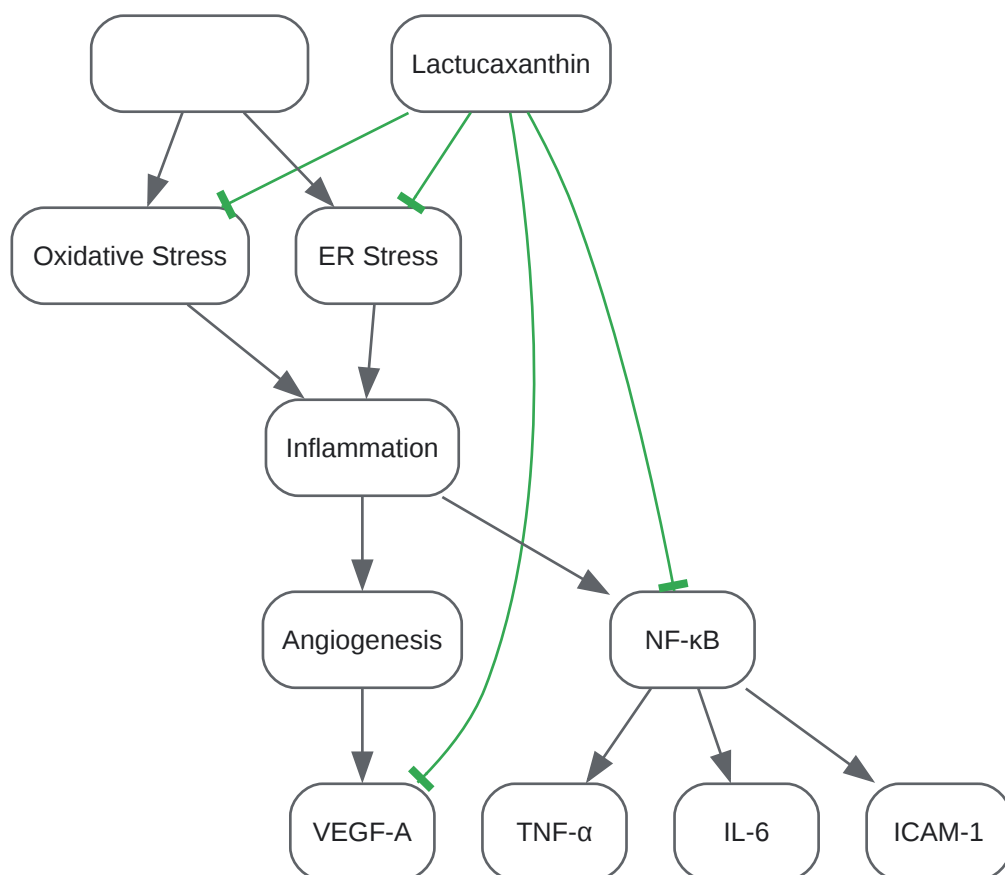 Lactucaxanthin
Oxidative Stress
ER Stress
Inflammation
Angiogenesis
NF-κB
VEGF-A
TNF-α
IL-6
ICAM-1